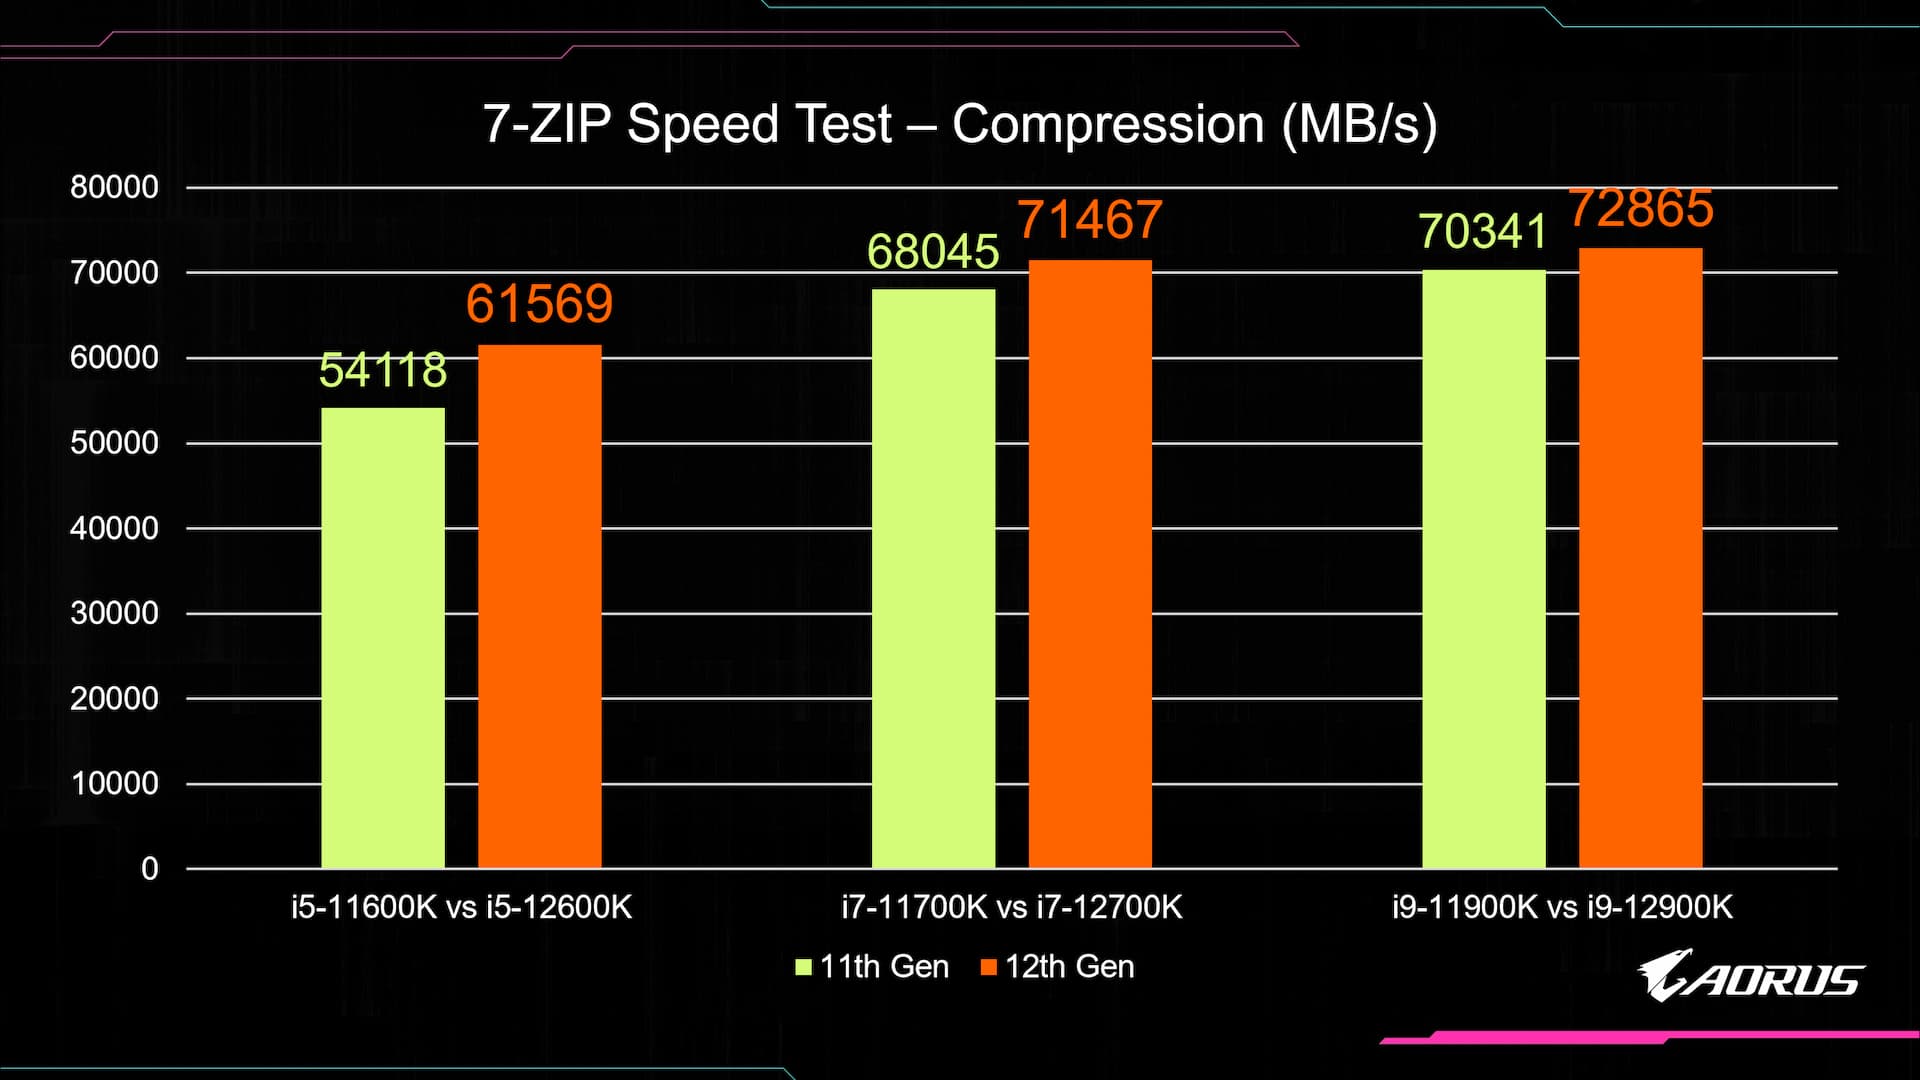 7-ZIP Speed Test – Compression (MB/s)
80000
70000
60000
50000
40000
30000
20000
10000
0
54118
61569
68045
71467
70341
72865
i5-11600K vs i5-12600K
i7-11700K vs i7-12700K
i9-11900K vs i9-12900K
11th Gen
12th Gen
AORUS